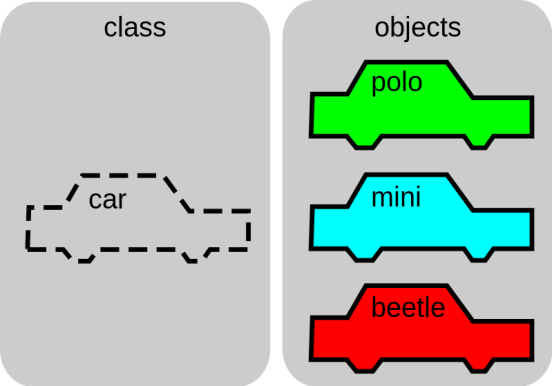 class
car
objects
polo
mini
beetle